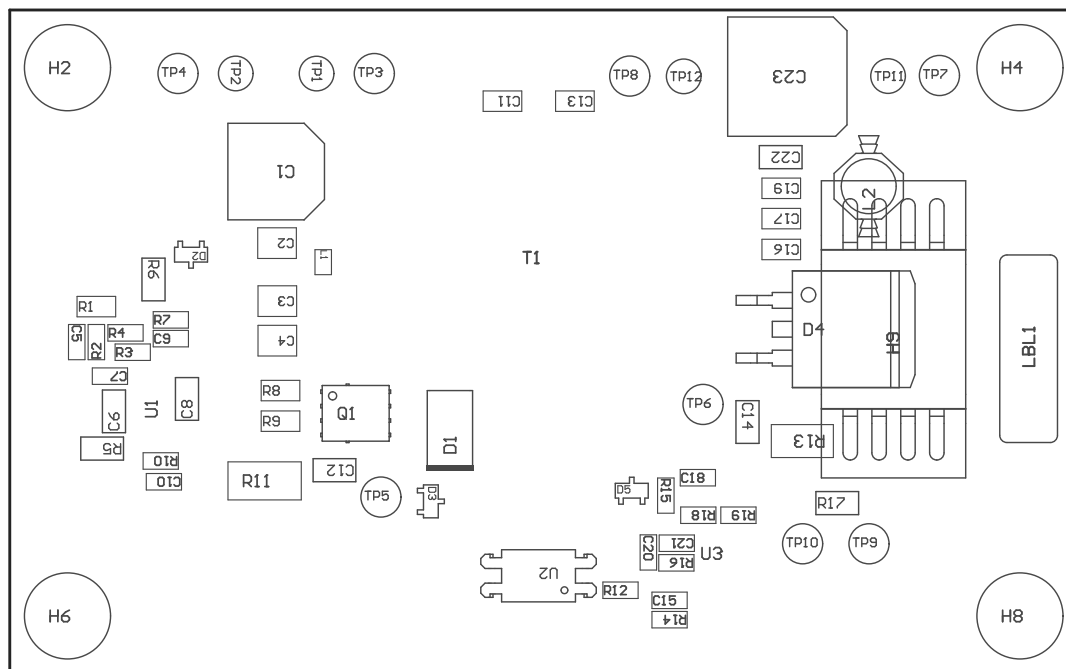 H2
TP4
TP2
TP1
TP3
TP8
TP12
C23
TP11
TP7
H4
C11
C13
C1
C22
C19
L2
C17
C2
D2
L1
T1
C16
R6
C3
R1
R7
C5
R2
R4
C9
R3
C4
D4
H9
LBL1
C7
R8
Q1
TP6
C6
U1
C8
R9
C14
D1
R13
R5
R10
C12
C10
R11
TP5
D3
D5
R15
C18
R18
R19
R17
C20
C21
R16
U3
TP10
TP9
U2
R12
C15
R14
H6
H8